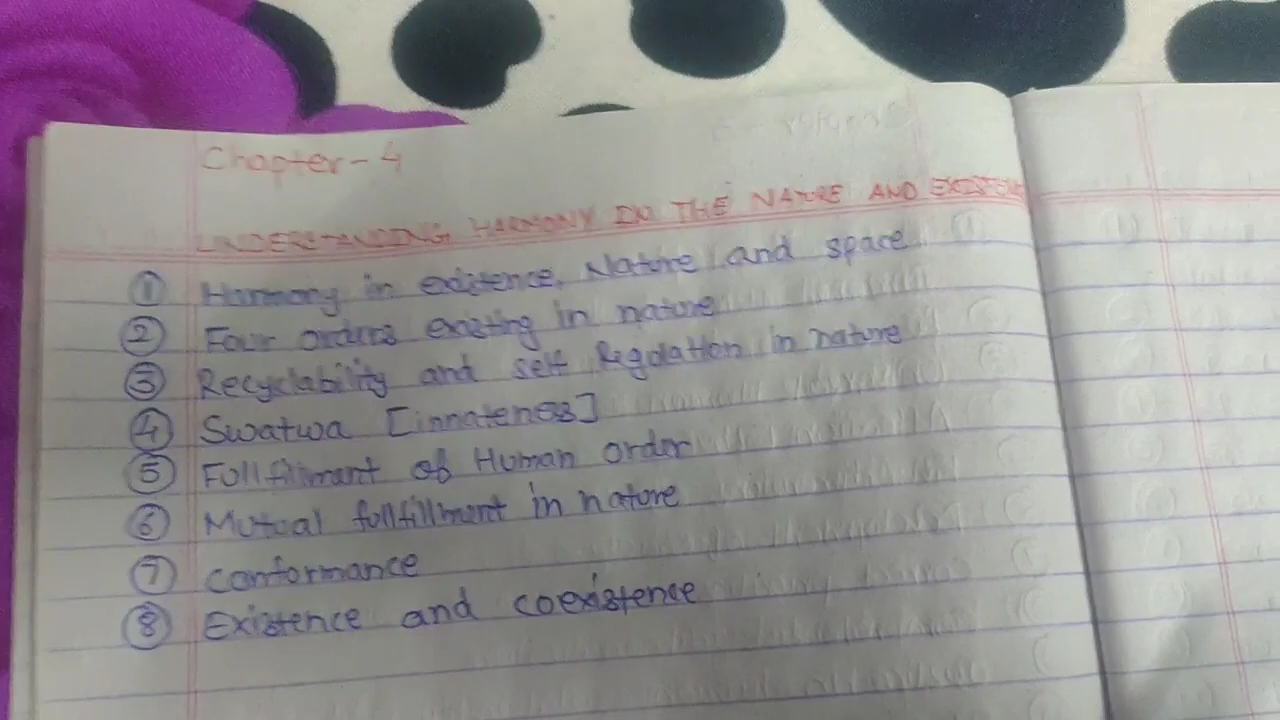 Chapter-4
UNDERSTANDING HARMONY IN THE NATURE AND EXISTENCE
① Harmony in existence, Nature and space
② Four orders existing in nature
③ Recyclability and self Regulation in nature
④ Swatwa [innateness]
⑤ Fullfillment of Human order
⑥ Mutual fullfillment in nature
⑦ Conformance
⑧ Existence and coexistence